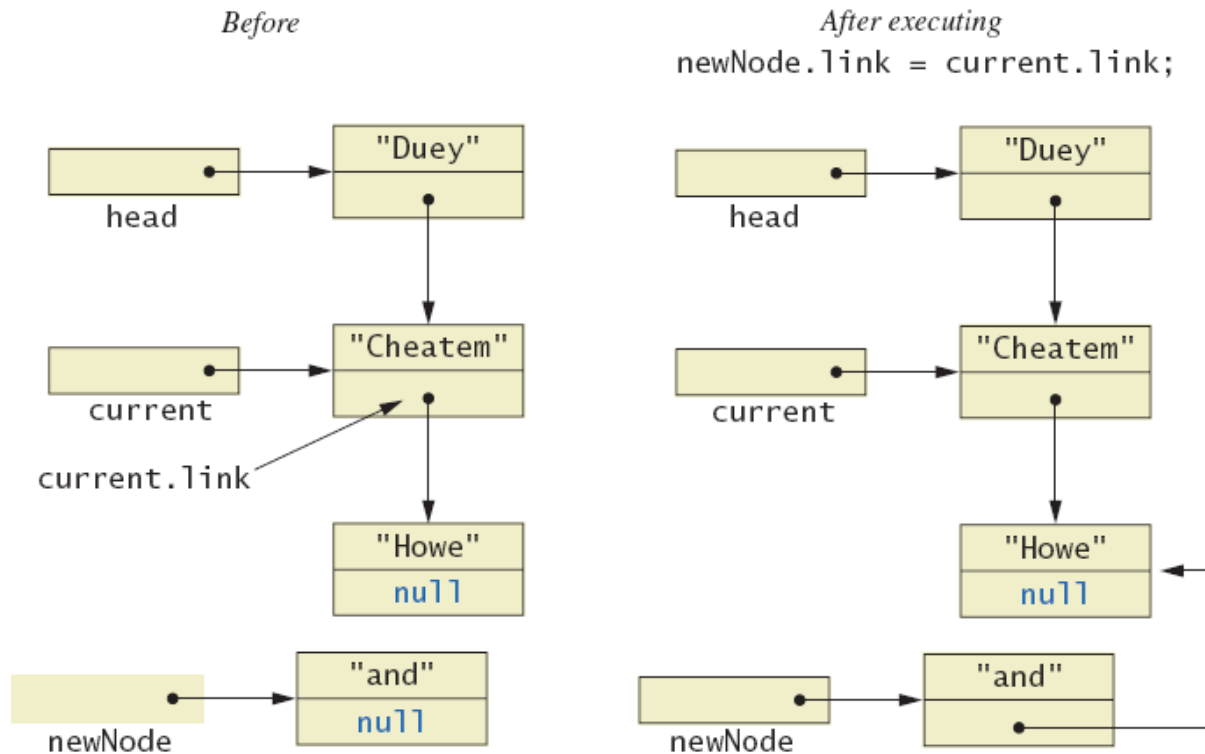 Before
"Duey"
head
"Cheatem"
current
current.link
"Howe"
null
"and"
null
newNode
After executing
newNode.link = current.link;
"Duey"
head
"Cheatem"
current
"Howe"
null
"and"
newNode